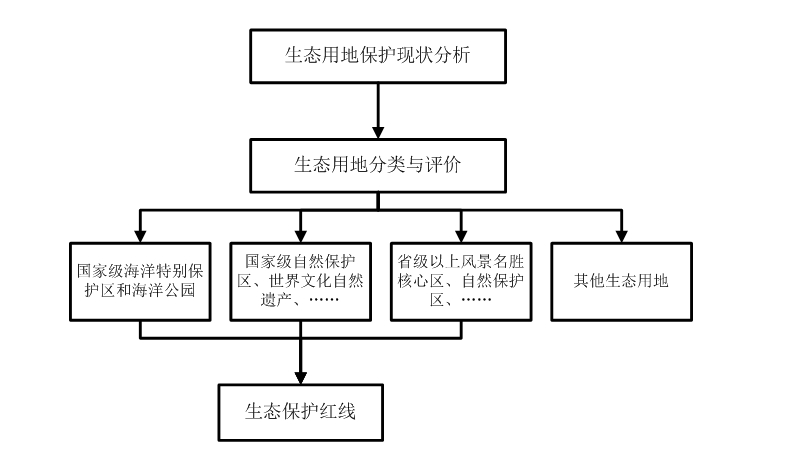 生态用地保护现状分析
生态用地分类与评价
国家级海洋特别保
护区和海洋公园
国家级自然保护
区、世界文化自然
遗产、……
省级以上风景名胜
核心区、自然保护
区、……
其他生态用地
生态保护红线